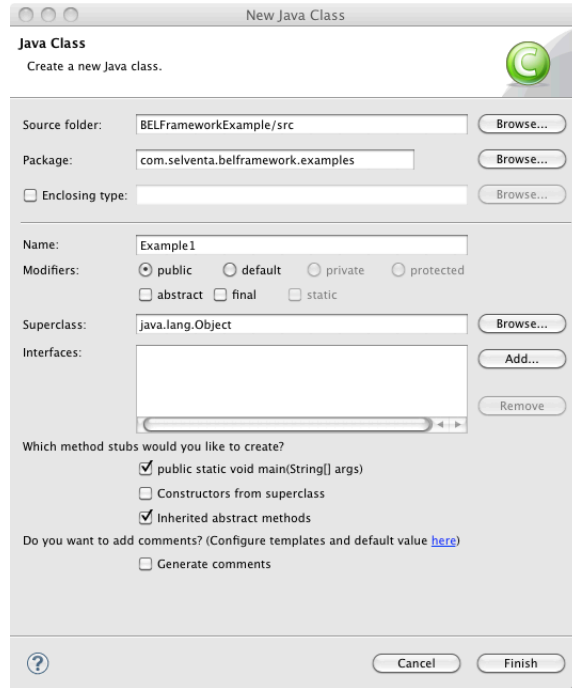 New Java Class
Java Class
Create a new Java class.
Source folder: BELFrameworkExample/src Browse...
Package: com.selventa.belframework.examples Browse...
Enclosing type: Browse...
Name: Example1
Modifiers: public default private protected
abstract final static
Superclass: java.lang.Object Browse...
Interfaces: Add...
Remove
Which method stubs would you like to create?
public static void main(String[] args)
Constructors from superclass
Inherited abstract methods
Do you want to add comments? (Configure templates and default value here)
Generate comments
? Cancel Finish